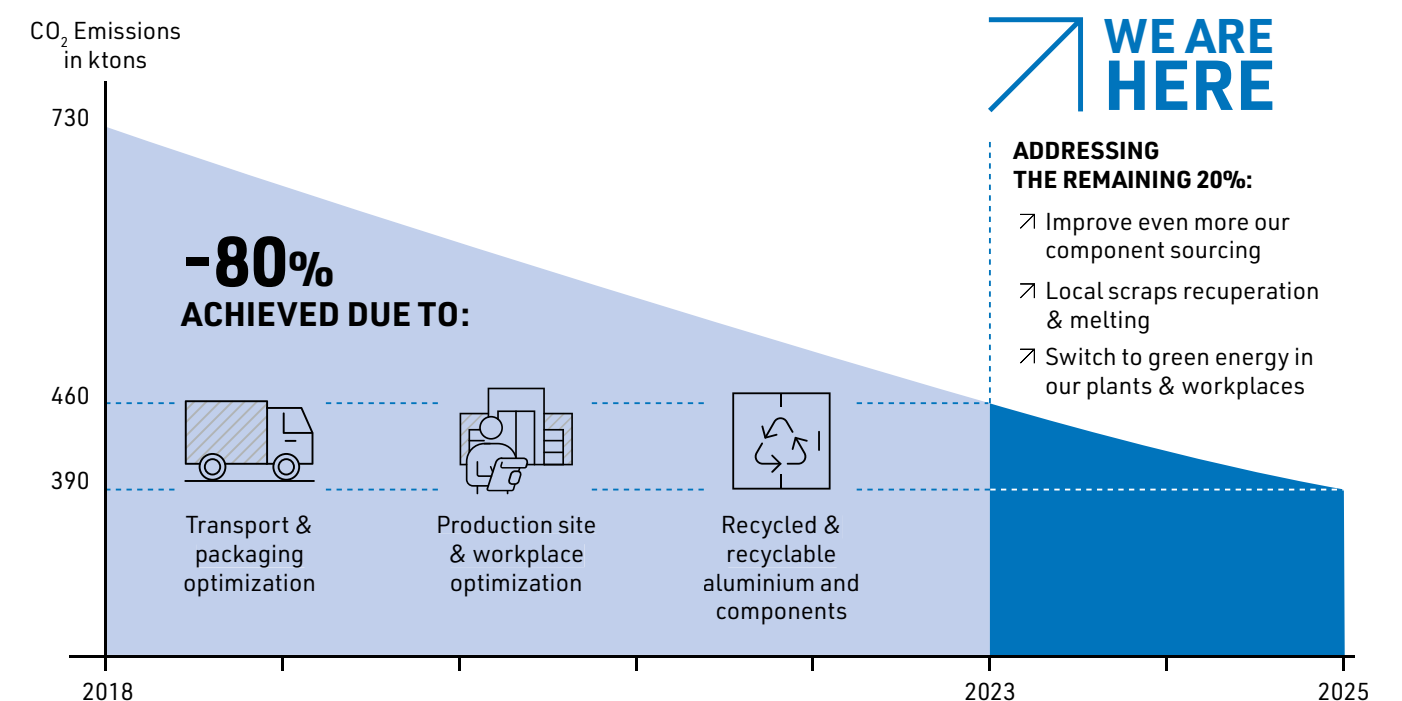 CO2 Emissions
in ktons
730
460
390
-80%
ACHIEVED DUE TO:
Transport &
packaging
optimization
Production site
& workplace
optimization
Recycled &
recyclable
aluminium and
components
WE ARE
HERE
ADDRESSING
THE REMAINING 20%:
Improve even more our
component sourcing
Local scraps recuperation
& melting
Switch to green energy in
our plants & workplaces
2018
2023
2025